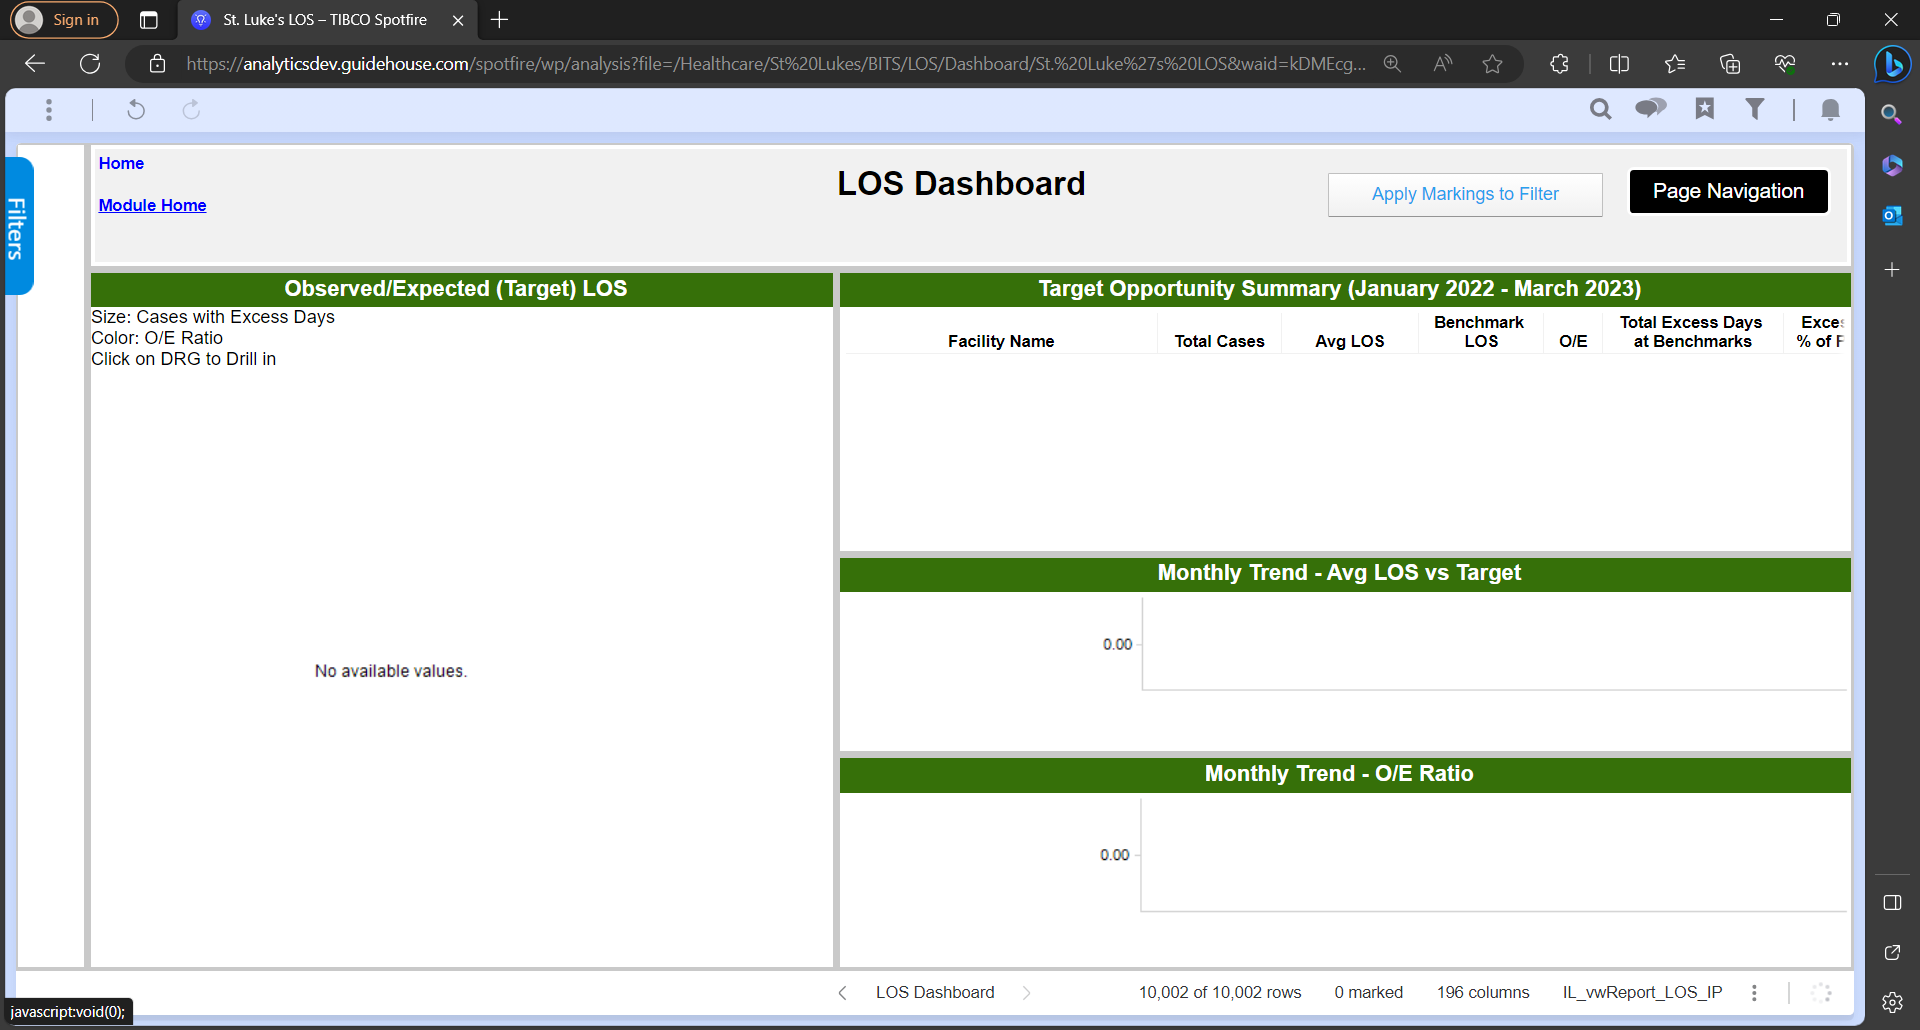 Sign in
St. Luke's LOS – TIBCO Spotfire
https://analyticsdev.guidehouse.com/spotfire/wp/analysis?file=/Healthcare/St%20Lukes/BITS/LOS/Dashboard/St.%20Luke%27s%20LOS&waid=kDMEcg...
Home
Module Home
LOS Dashboard
Apply Markings to Filter
Page Navigation
Filters
Observed/Expected (Target) LOS
Size: Cases with Excess Days
Color: O/E Ratio
Click on DRG to Drill in
No available values.
Target Opportunity Summary (January 2022 - March 2023)
Facility Name
Total Cases
Avg LOS
Benchmark
LOS
O/E
Total Excess Days
at Benchmarks
Exce
% of
Monthly Trend - Avg LOS vs Target
0.00
Monthly Trend - O/E Ratio
0.00
LOS Dashboard
10,002 of 10,002 rows
0 marked
196 columns
IL_vwReport_LOS_IP
javascript:void(0);